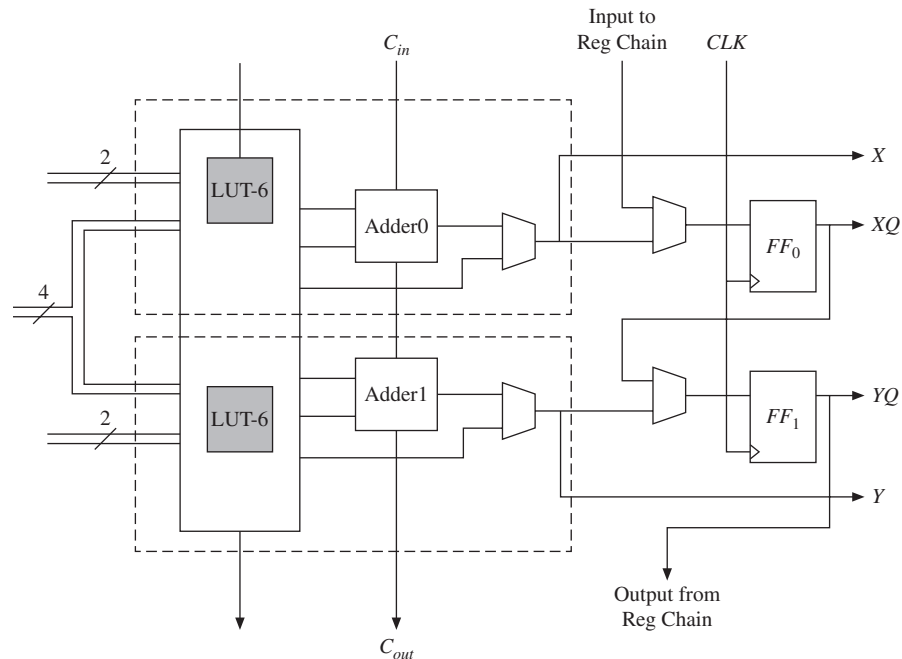 Input to
Reg Chain
C_in
CLK
2
LUT-6
Adder0
X
FF_0
XQ
4
2
LUT-6
Adder1
FF_1
YQ
Y
Output from
Reg Chain
C_out